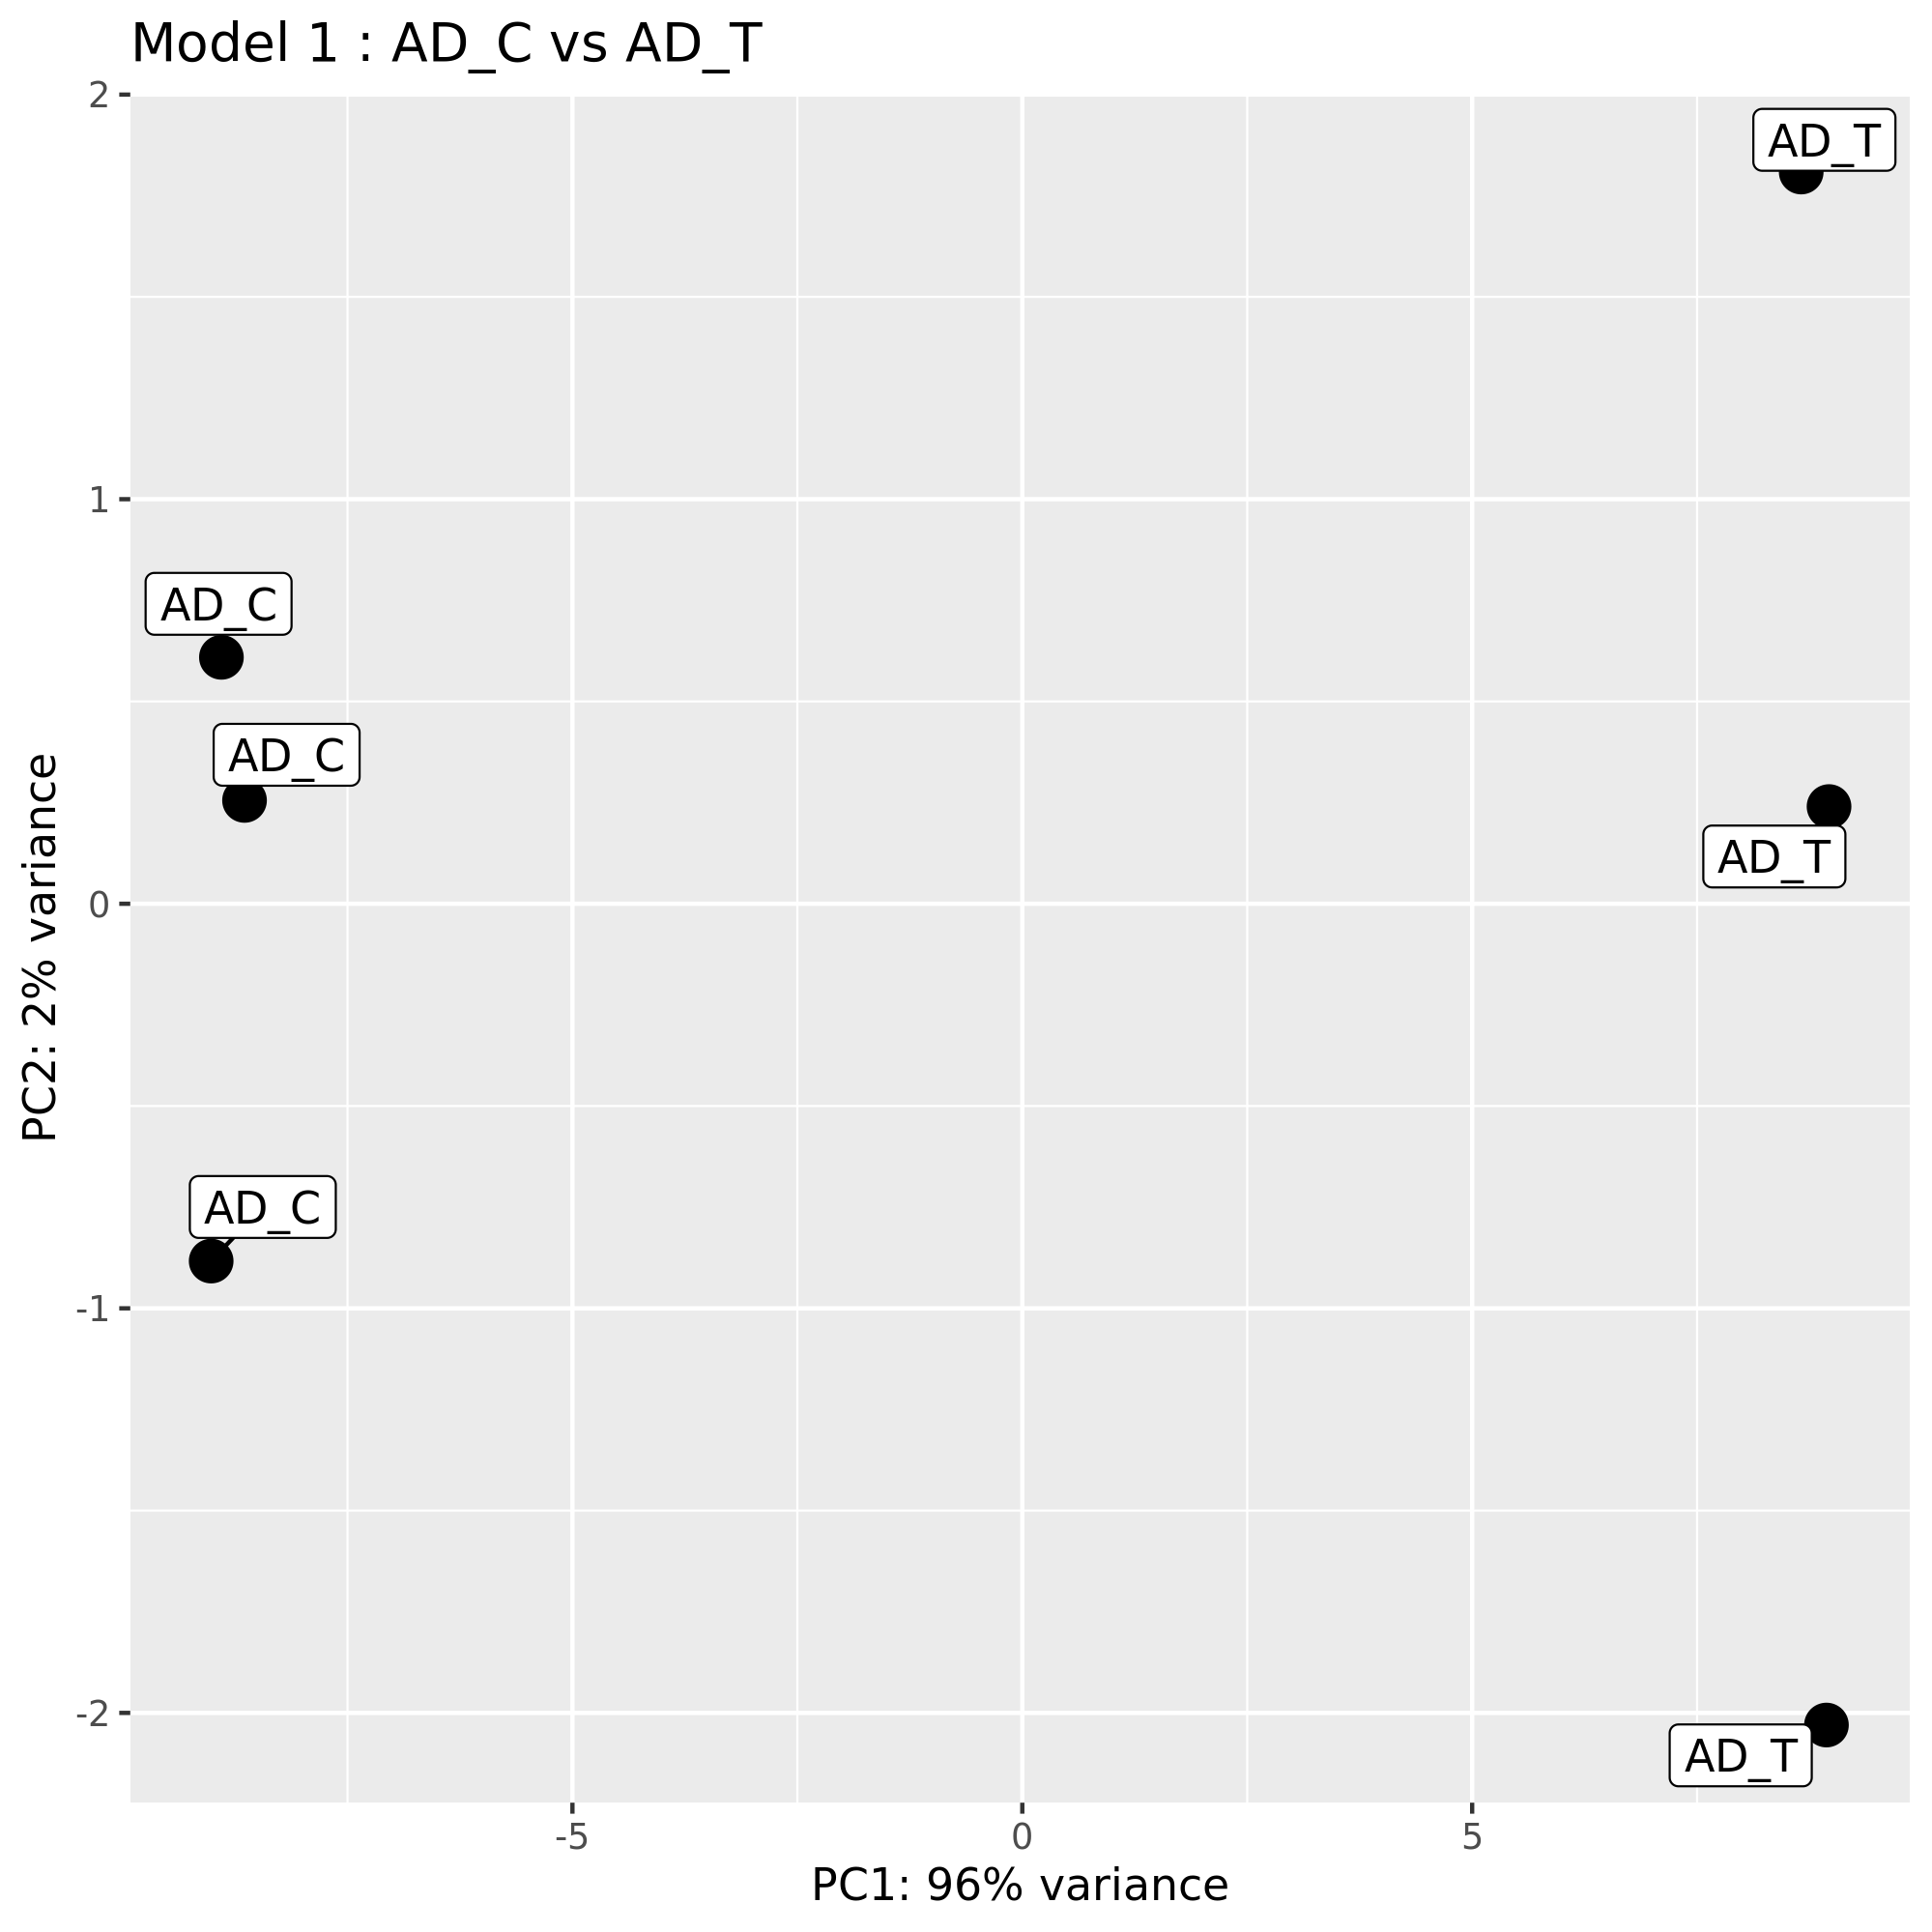 Model 1 : AD_C vs AD_T
2
AD_T
1
AD_C
AD_C
AD_T
0
AD_C
-1
-2
AD_T
-5
0
5
PC1: 96% variance
PC2: 2% variance